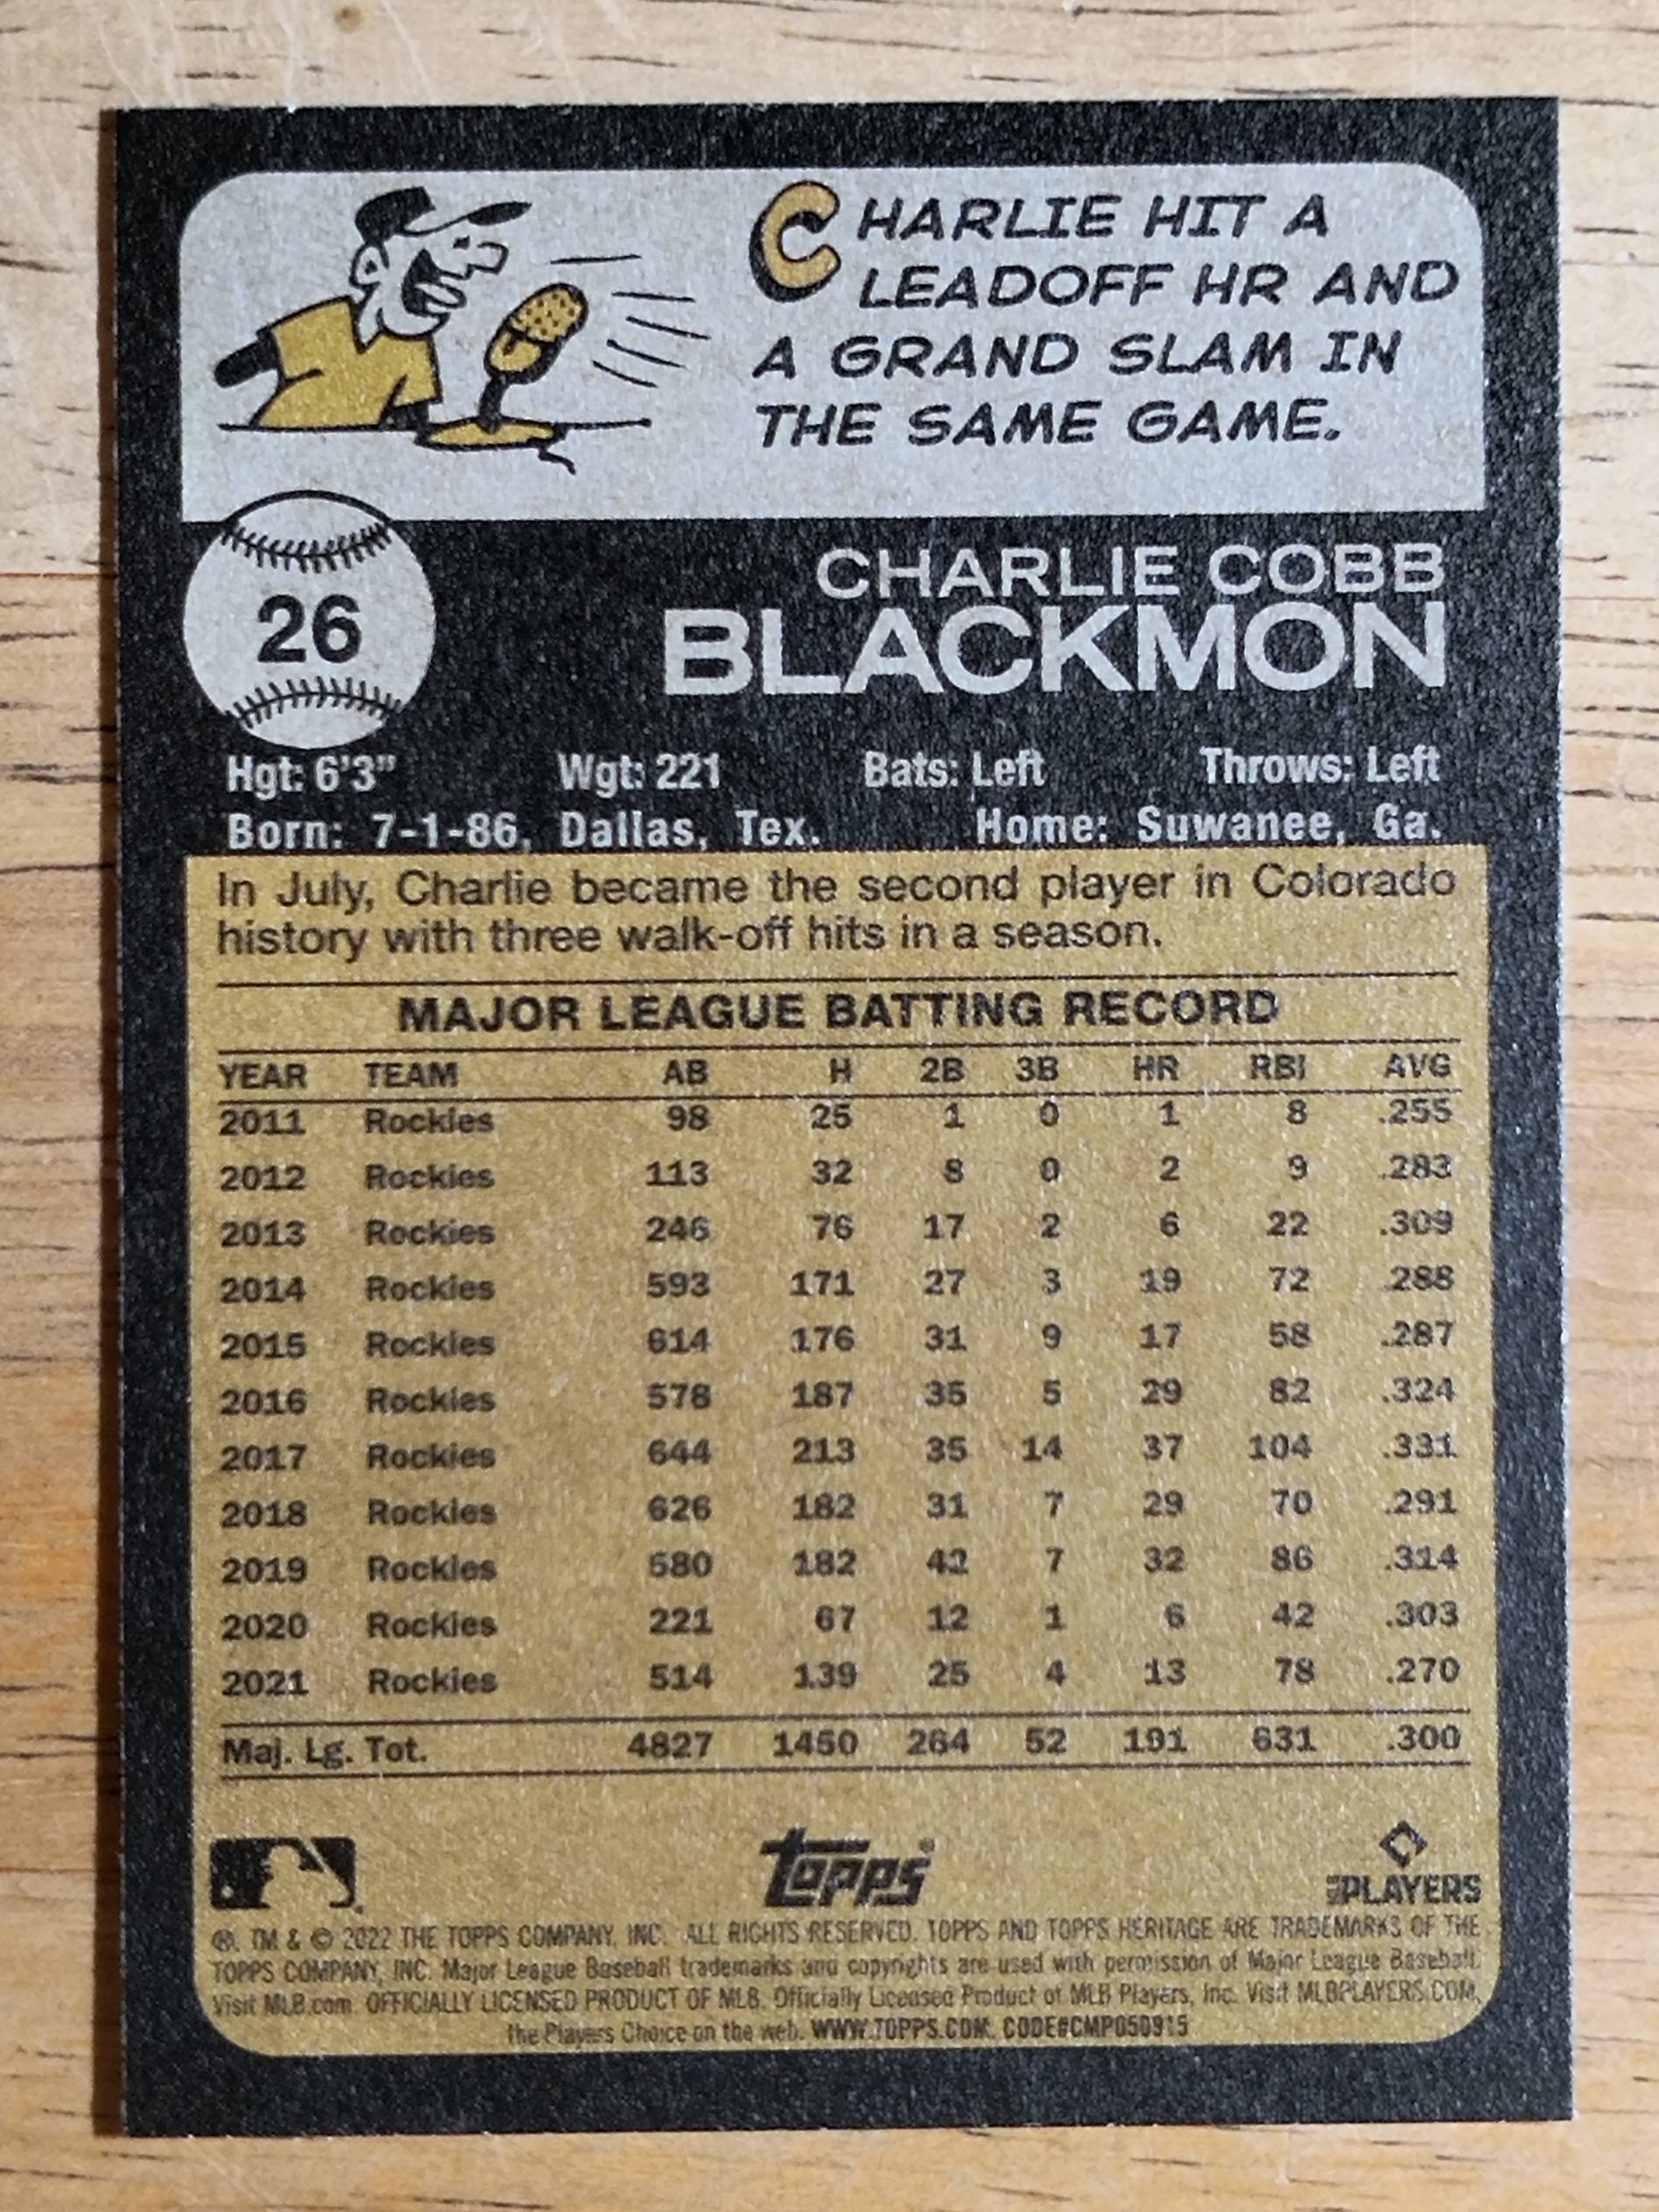 CHARLIE HIT A
LEADOFF HR AND
A GRAND SLAM IN
THE SAME GAME.
26
CHARLIE COBB
BLACKMON
Hgt: 6'3" Wgt: 221 Bats: Left Throws: Left
Born: 7-1-86, Dallas, Tex. Home: Suwanee, Ga.
In July, Charlie became the second player in Colorado
history with three walk-off hits in a season.
MAJOR LEAGUE BATTING RECORD
YEAR TEAM AB H 2B 3B HR RBI AVG
2011 Rockies 98 25 1 0 1 8 .255
2012 Rockies 113 32 8 0 2 9 .283
2013 Rockies 246 76 17 2 6 22 .309
2014 Rockies 593 171 27 3 19 72 .288
2015 Rockies 614 176 31 9 17 58 .287
2016 Rockies 578 187 35 5 29 82 .324
2017 Rockies 644 213 35 14 37 104 .331
2018 Rockies 626 182 31 7 29 70 .291
2019 Rockies 580 182 42 7 32 86 .314
2020 Rockies 221 67 12 1 6 42 .303
2021 Rockies 514 139 25 4 13 78 .270
Maj. Lg. Tot. 4827 1450 264 52 191 631 .300
topps®
MLB PLAYERS
®, TM & © 2022 THE TOPPS COMPANY, INC. ALL RIGHTS RESERVED. TOPPS AND TOPPS HERITAGE ARE TRADEMARKS OF THE
TOPPS COMPANY, INC. Major League Baseball trademarks and copyrights are used with permission of Major League Baseball.
Visit MLB.com. OFFICIALLY LICENSED PRODUCT OF MLB. Officially Licensed Product of MLB Players, Inc. Visit MLBPLAYERS.COM,
the Players Choice on the web. WWW.TOPPS.COM. CODE#CMP050915